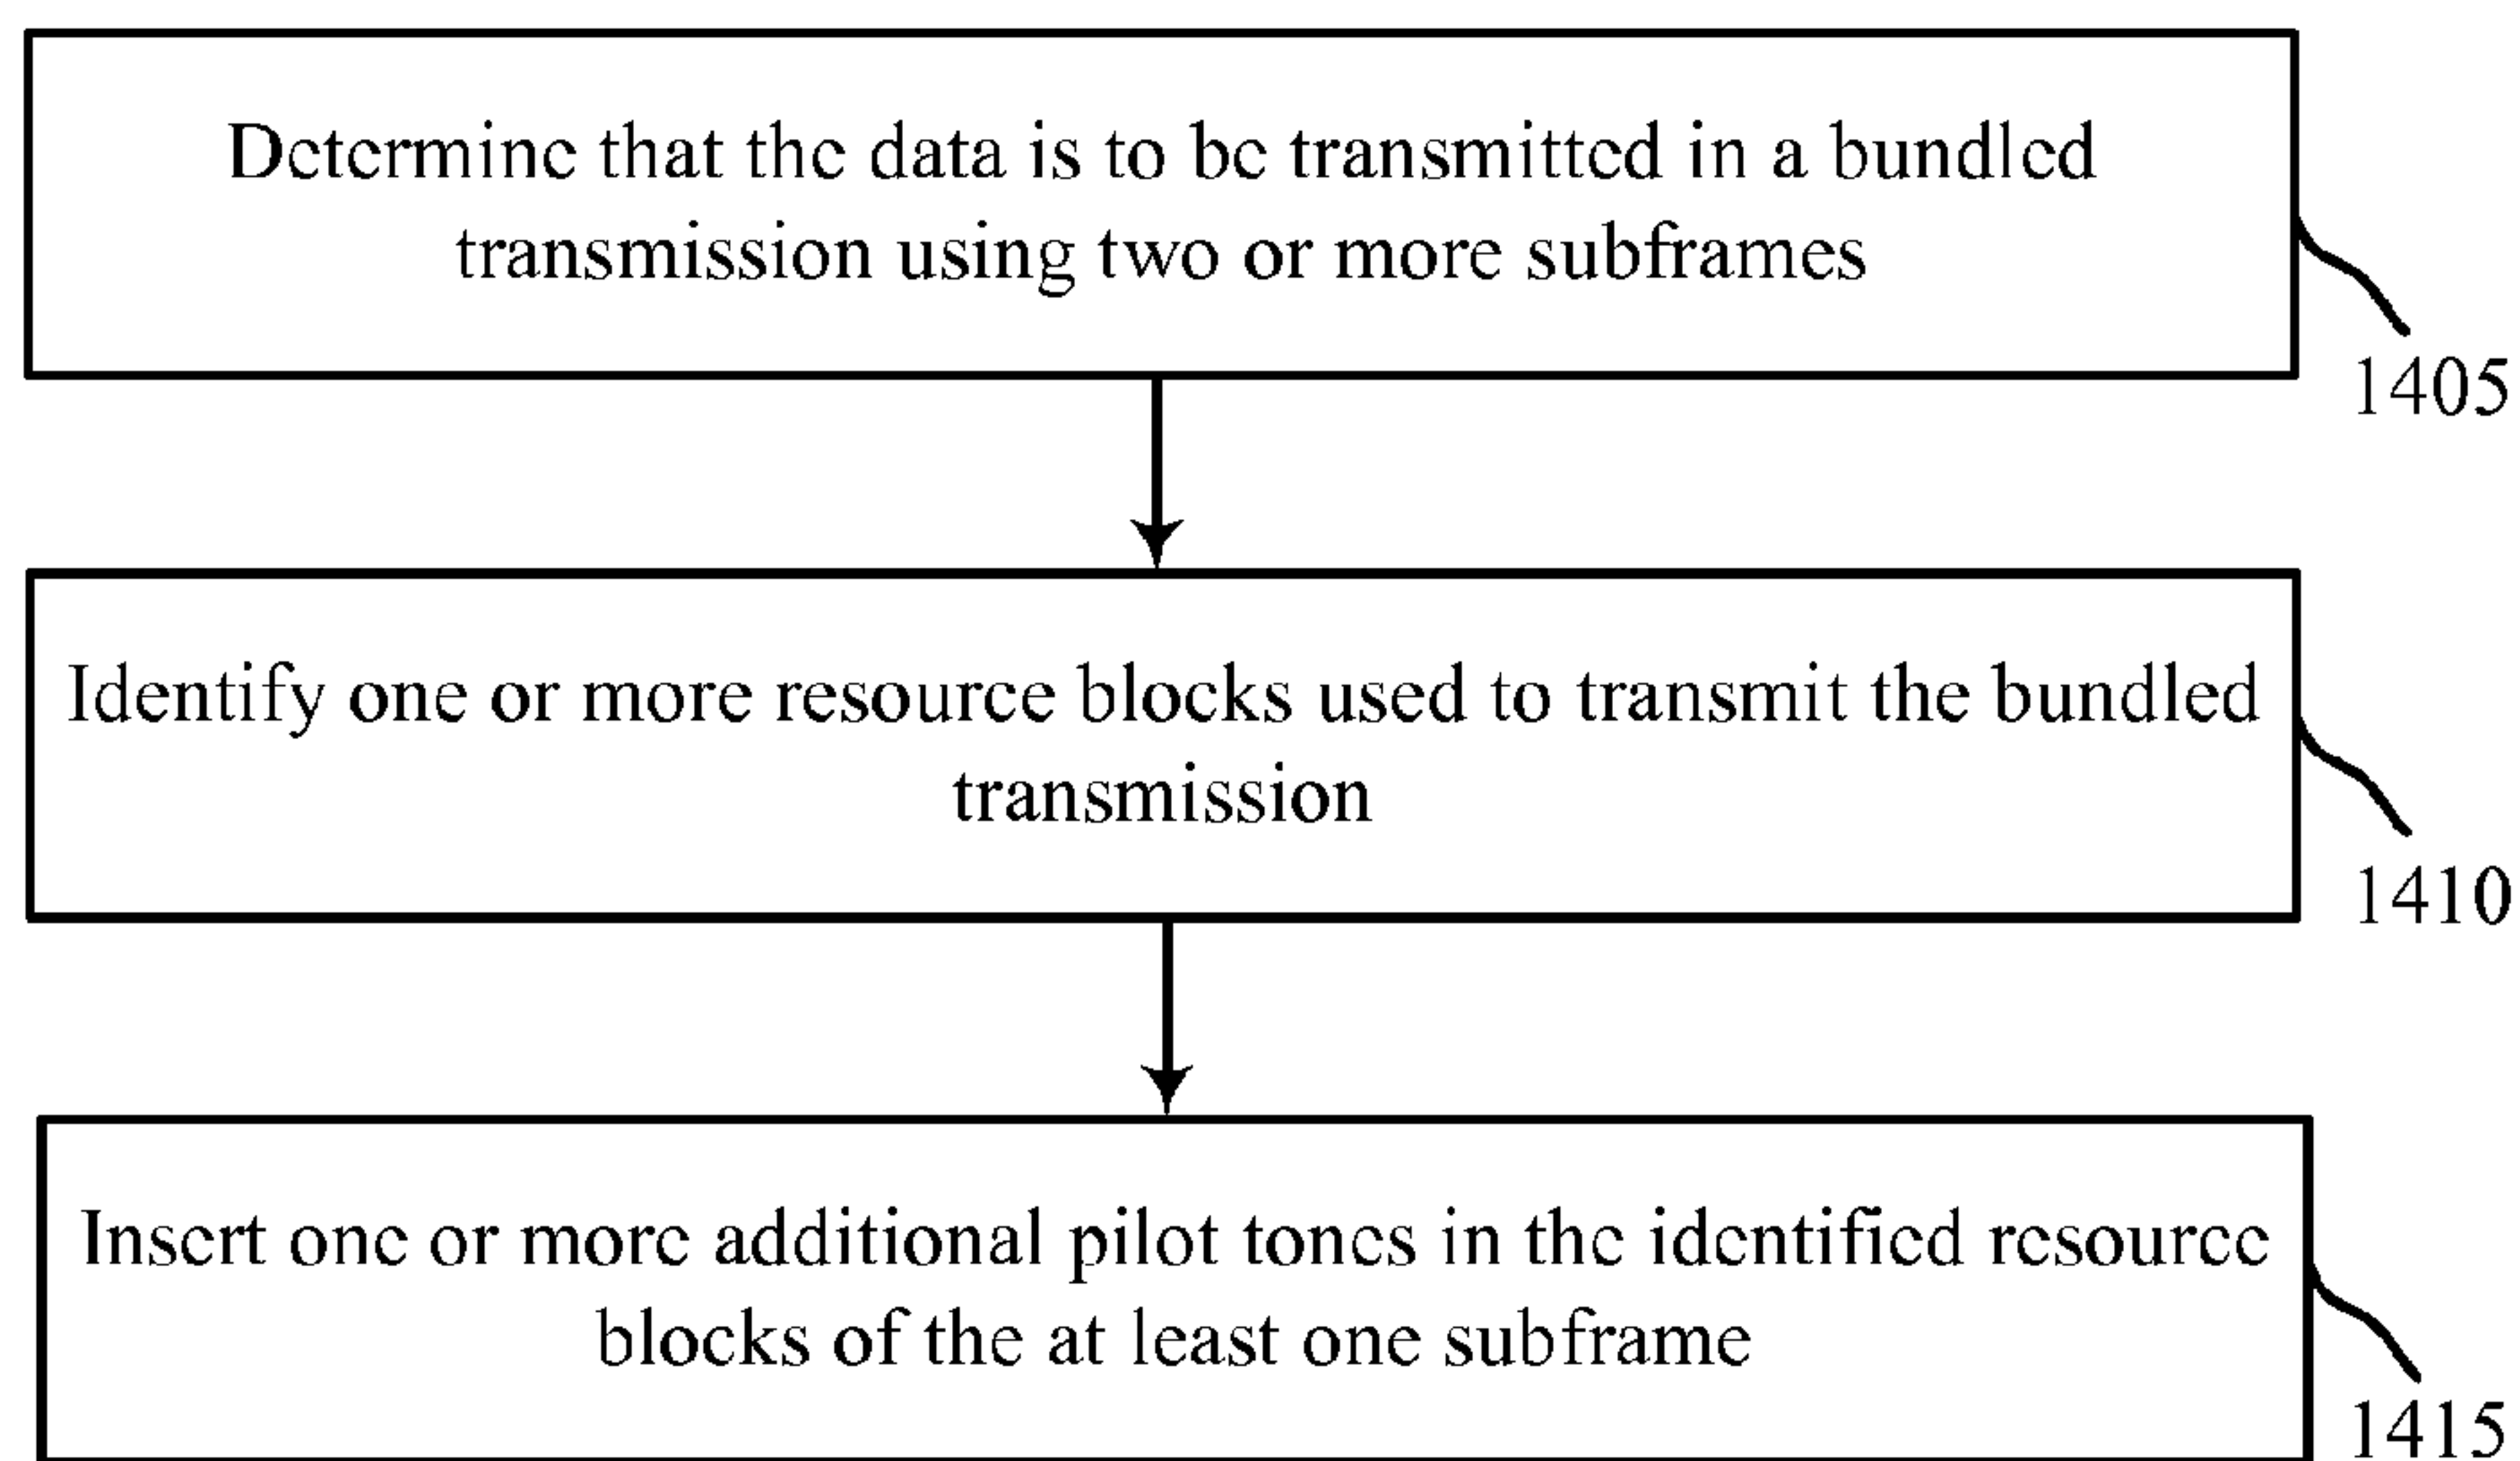 Determine that the data is to be transmitted in a bundled
transmission using two or more subframes
1405
Identify one or more resource blocks used to transmit the bundled
transmission
1410
Insert one or more additional pilot tones in the identified resource
blocks of the at least one subframe
1415